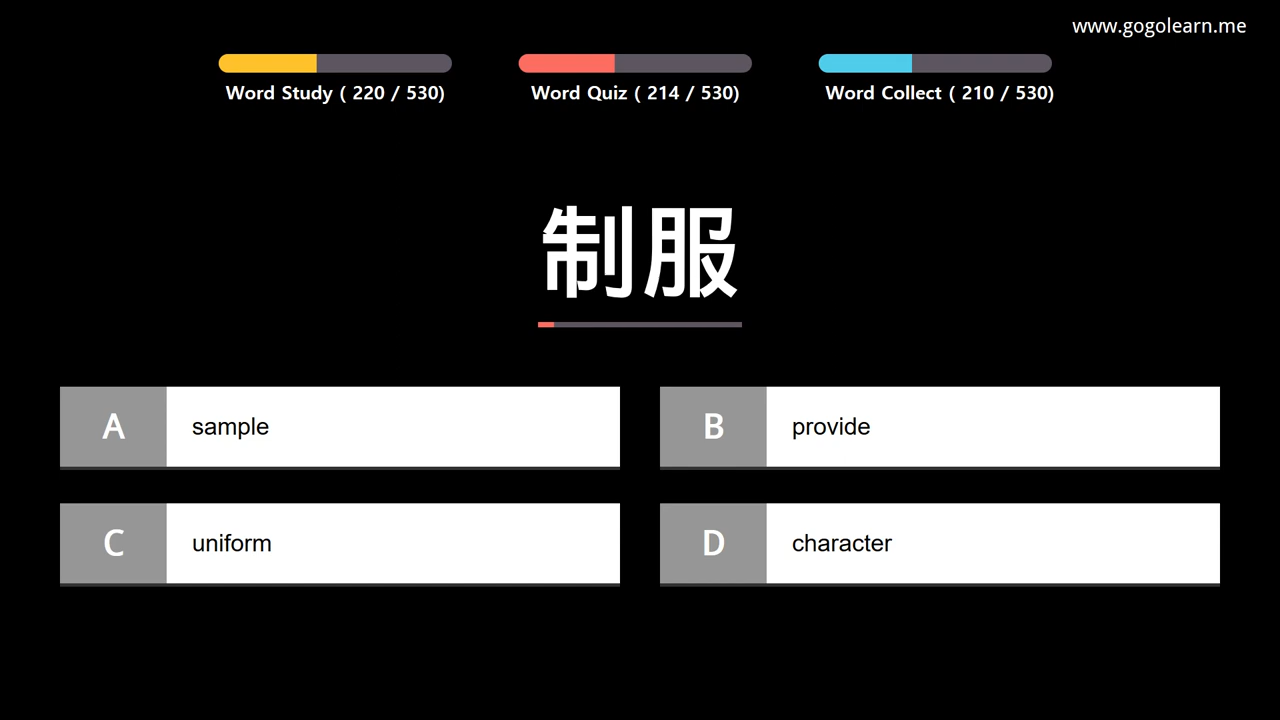 www.gogolearn.me
Word Study ( 220 / 530)
Word Quiz ( 214 / 530)
Word Collect ( 210 / 530)
制服
A sample
B provide
C uniform
D character